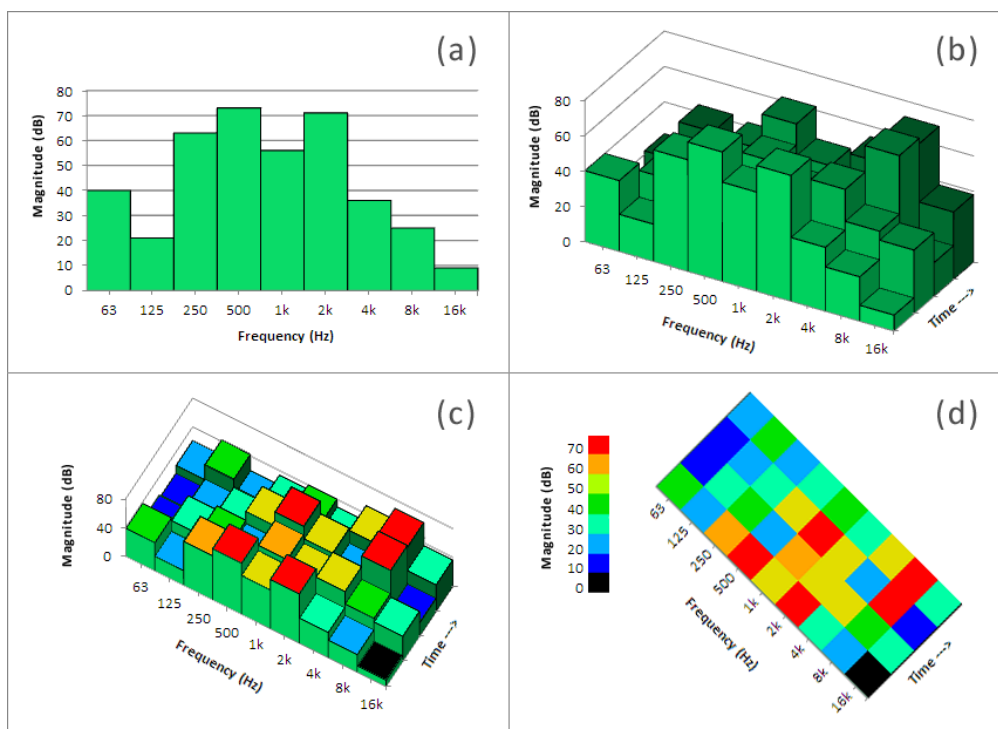 (a)
Magnitude (dB)
80
70
60
50
40
30
20
10
0
63 125 250 500 1k 2k 4k 8k 16k
Frequency (Hz)
(b)
Magnitude (dB)
80
60
40
20
0
63
125
250
500
1k
2k
4k
8k
16k
Frequency (Hz)
Time --->
(c)
Magnitude (dB)
80
40
0
63
125
250
500
1k
2k
4k
8k
16k
Frequency (Hz)
Time --->
(d)
Magnitude (dB)
70
60
50
40
30
20
10
0
63
125
250
500
1k
2k
4k
8k
16k
Frequency (Hz)
Time --->